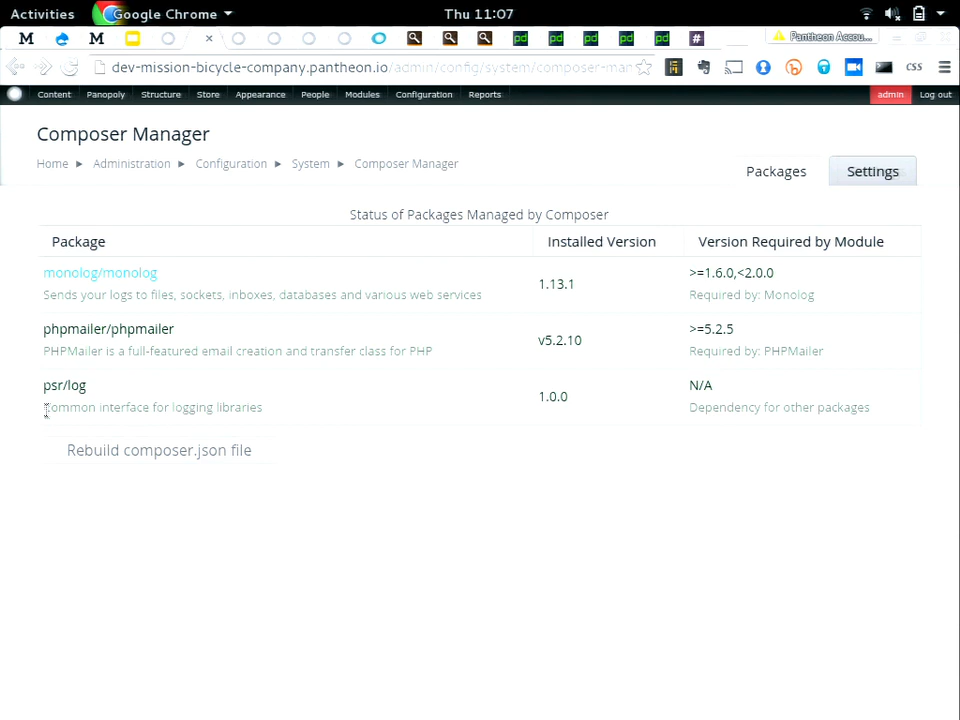 Activities Google Chrome Thu 11:07
M M Pantheon Accou...
dev-mission-bicycle-company.pantheon.io/admin/config/system/composer-man CSS
Content Panopoly Structure Store Appearance People Modules Configuration Reports admin Log out
Composer Manager
Home ▶ Administration ▶ Configuration ▶ System ▶ Composer Manager
Packages Settings
Status of Packages Managed by Composer
Package Installed Version Version Required by Module
monolog/monolog 1.13.1 >=1.6.0,<2.0.0
Sends your logs to files, sockets, inboxes, databases and various web services Required by: Monolog
phpmailer/phpmailer v5.2.10 >=5.2.5
PHPMailer is a full-featured email creation and transfer class for PHP Required by: PHPMailer
psr/log 1.0.0 N/A
Common interface for logging libraries Dependency for other packages
Rebuild composer.json file